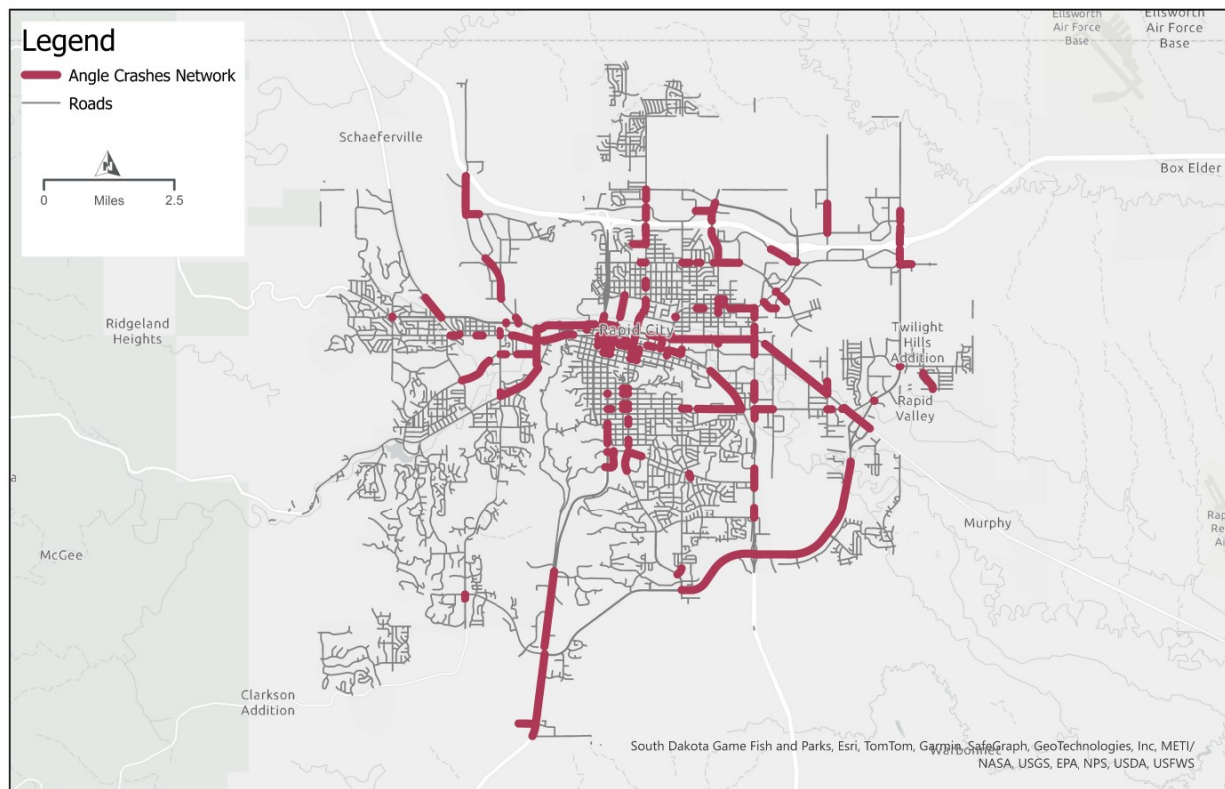 Legend
Angle Crashes Network
Roads
0 Miles 2.5
Ellsworth
Air Force
Base
Ellsworth
Air Force
Base
Schaeferville
Box Elder
Ridgeland
Heights
Rapid City
Twilight
Hills
Addition
Rapid
Valley
Murphy
McGee
Clarkson
Addition
South Dakota Game Fish and Parks, Esri, TomTom, Garmin, SafeGraph, GeoTechnologies, Inc, METI/
NASA, USGS, EPA, NPS, USDA, USFWS